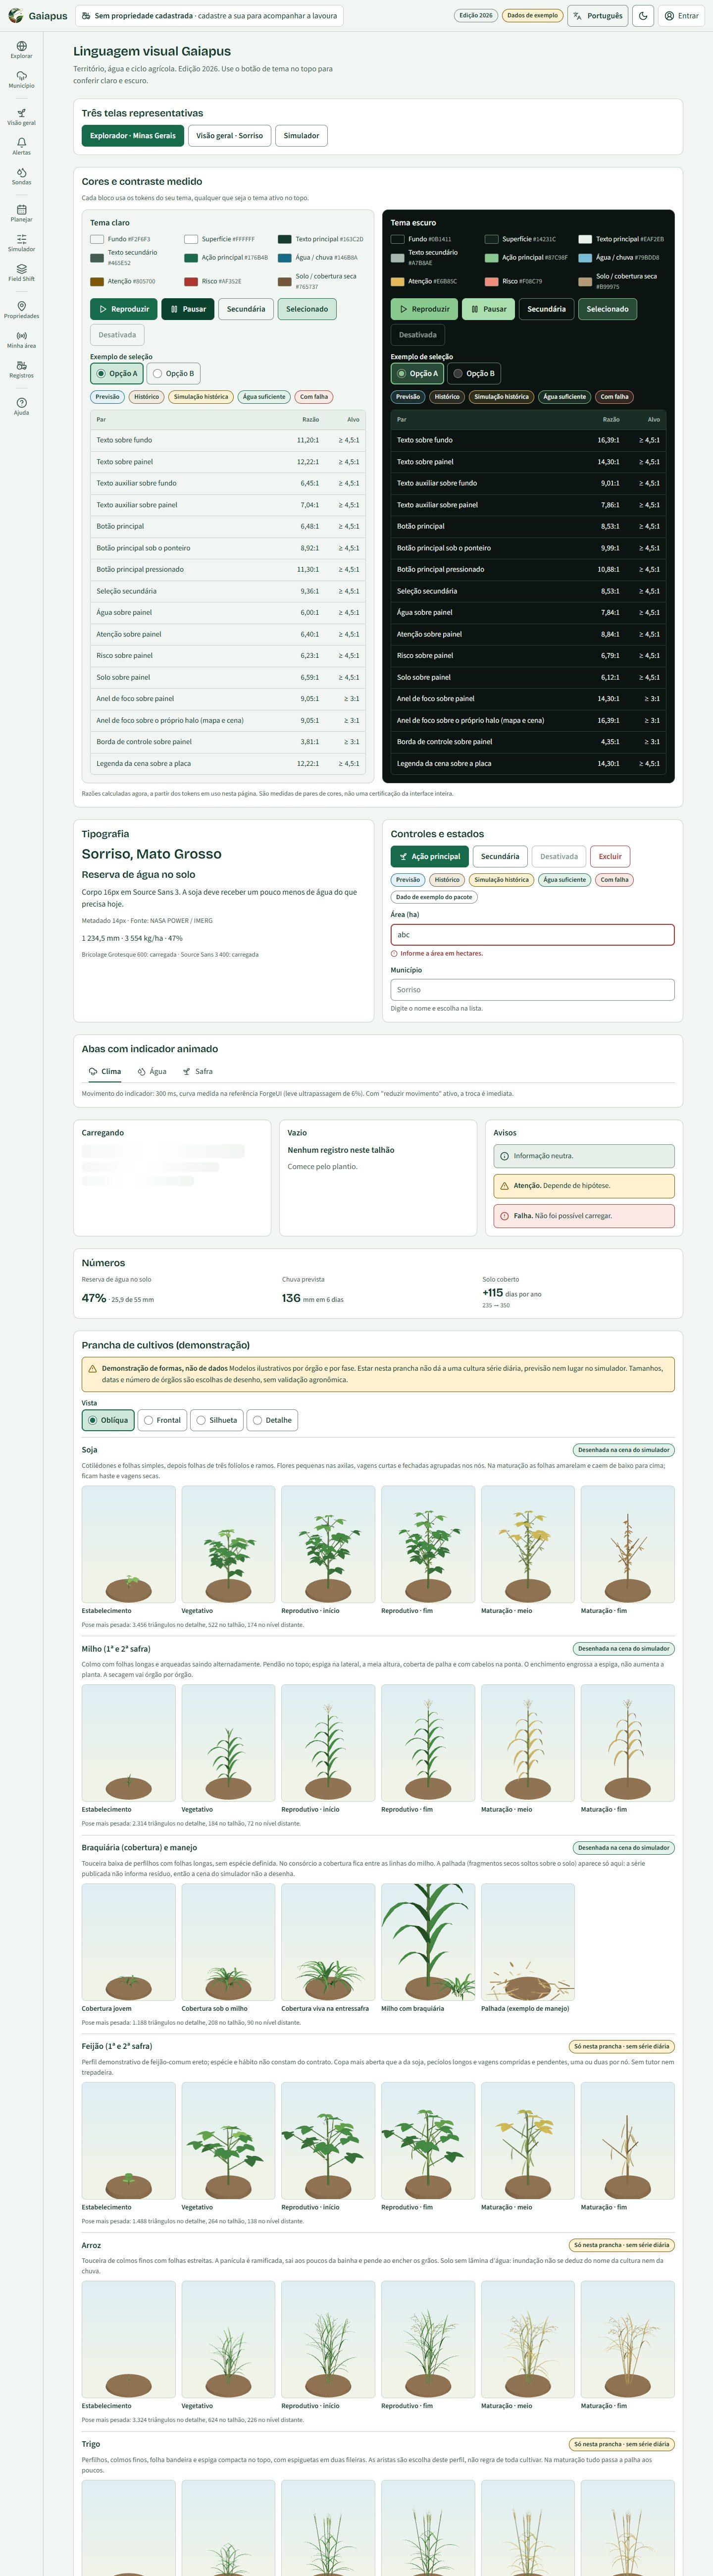 Gaiapus
Sem propriedade cadastrada · cadastre a sua para acompanhar a lavoura
Edição 2026
Dados de exemplo
Português
Entrar
Explorar
Município
Visão geral
Alertas
Sondas
Planejar
Simulador
Field Shift
Propriedades
Minha área
Registros
Ajuda
Linguagem visual Gaiapus
Território, água e ciclo agrícola. Edição 2026. Use o botão de tema no topo para
conferir claro e escuro.
Três telas representativas
Explorador · Minas Gerais
Visão geral · Sorriso
Simulador
Cores e contraste medido
Cada bloco usa os tokens do seu tema, qualquer que seja o tema ativo no topo.
Tema claro
Fundo #F2F6F3
Superfície #FFFFFF
Texto principal #163C2D
Texto secundário
#465E52
Ação principal #176B4B
Água / chuva #146B8A
Atenção #805700
Risco #AF352E
Solo / cobertura seca
#765737
Reproduzir
Pausar
Secundária
Selecionado
Desativada
Exemplo de seleção
Opção A
Opção B
Previsão
Histórico
Simulação histórica
Água suficiente
Com falha
Par Razão Alvo
Texto sobre fundo 11,20:1 ≥ 4,5:1
Texto sobre painel 12,22:1 ≥ 4,5:1
Texto auxiliar sobre fundo 6,45:1 ≥ 4,5:1
Texto auxiliar sobre painel 7,04:1 ≥ 4,5:1
Botão principal 6,48:1 ≥ 4,5:1
Botão principal sob o ponteiro 8,92:1 ≥ 4,5:1
Botão principal pressionado 11,30:1 ≥ 4,5:1
Seleção secundária 9,36:1 ≥ 4,5:1
Água sobre painel 6,00:1 ≥ 4,5:1
Atenção sobre painel 6,40:1 ≥ 4,5:1
Risco sobre painel 6,23:1 ≥ 4,5:1
Solo sobre painel 6,59:1 ≥ 4,5:1
Anel de foco sobre painel 9,05:1 ≥ 3:1
Anel de foco sobre o próprio halo (mapa e cena) 9,05:1 ≥ 3:1
Borda de controle sobre painel 3,81:1 ≥ 3:1
Legenda da cena sobre a placa 12,22:1 ≥ 4,5:1
Tema escuro
Fundo #0B1411
Superfície #14231C
Texto principal #EAF2EB
Texto secundário
#A7B8AE
Ação principal #87C98F
Água / chuva #79BDD8
Atenção #E6B85C
Risco #F08C79
Solo / cobertura seca
#B99975
Reproduzir
Pausar
Secundária
Selecionado
Desativada
Exemplo de seleção
Opção A
Opção B
Previsão
Histórico
Simulação histórica
Água suficiente
Com falha
Par Razão Alvo
Texto sobre fundo 16,39:1 ≥ 4,5:1
Texto sobre painel 14,30:1 ≥ 4,5:1
Texto auxiliar sobre fundo 9,01:1 ≥ 4,5:1
Texto auxiliar sobre painel 7,86:1 ≥ 4,5:1
Botão principal 8,53:1 ≥ 4,5:1
Botão principal sob o ponteiro 9,99:1 ≥ 4,5:1
Botão principal pressionado 10,88:1 ≥ 4,5:1
Seleção secundária 8,53:1 ≥ 4,5:1
Água sobre painel 7,84:1 ≥ 4,5:1
Atenção sobre painel 8,84:1 ≥ 4,5:1
Risco sobre painel 6,79:1 ≥ 4,5:1
Solo sobre painel 6,12:1 ≥ 4,5:1
Anel de foco sobre painel 14,30:1 ≥ 3:1
Anel de foco sobre o próprio halo (mapa e cena) 16,39:1 ≥ 3:1
Borda de controle sobre painel 4,35:1 ≥ 3:1
Legenda da cena sobre a placa 14,30:1 ≥ 4,5:1
Razões calculadas agora, a partir dos tokens em uso nesta página. São medidas de pares de cores, não uma certificação da interface inteira.
Tipografia
Sorriso, Mato Grosso
Reserva de água no solo
Corpo 16px em Source Sans 3. A soja deve receber um pouco menos de água do que
precisa hoje.
Metadado 14px · Fonte: NASA POWER / IMERG
1 234,5 mm · 3 554 kg/ha · 47%
Bricolage Grotesque 600: carregada · Source Sans 3 400: carregada
Controles e estados
Ação principal
Secundária
Desativada
Excluir
Previsão
Histórico
Simulação histórica
Água suficiente
Com falha
Dado de exemplo do pacote
Área (ha)
abc
Informe a área em hectares.
Município
Sorriso
Digite o nome e escolha na lista.
Abas com indicador animado
Clima
Água
Safra
Movimento do indicador: 300 ms, curva medida na referência ForgeUI (leve ultrapassagem de 6%). Com "reduzir movimento" ativo, a troca é imediata.
Carregando
Vazio
Nenhum registro neste talhão
Comece pelo plantio.
Avisos
Informação neutra.
Atenção. Depende de hipótese.
Falha. Não foi possível carregar.
Números
Reserva de água no solo
47% · 25,9 de 55 mm
Chuva prevista
136 mm em 6 dias
Solo coberto
+115 dias por ano
235 → 350
Prancha de cultivos (demonstração)
Demonstração de formas, não de dados Modelos ilustrativos por órgão e por fase. Estar nesta prancha não dá a uma cultura série diária, previsão nem lugar no simulador. Tamanhos,
datas e número de órgãos são escolhas de desenho, sem validação agronômica.
Vista
Oblíqua
Frontal
Silhueta
Detalhe
Soja
Desenhada na cena do simulador
Cotilédones e folhas simples, depois folhas de três folíolos e ramos. Flores pequenas nas axilas, vagens curtas e fechadas agrupadas nos nós. Na maturação as folhas amarelam e caem de baixo para cima;
ficam haste e vagens secas.
Estabelecimento
Vegetativo
Reprodutivo · início
Reprodutivo · fim
Maturação · meio
Maturação · fim
Pose mais pesada: 3.456 triângulos no detalhe, 522 no talhão, 174 no nível distante.
Milho (1ª e 2ª safra)
Desenhada na cena do simulador
Colmo com folhas longas e arqueadas saindo alternadamente. Pendão no topo; espiga na lateral, a meia altura, coberta de palha e com cabelos na ponta. O enchimento engrossa a espiga, não aumenta a
planta. A secagem vai órgão por órgão.
Estabelecimento
Vegetativo
Reprodutivo · início
Reprodutivo · fim
Maturação · meio
Maturação · fim
Pose mais pesada: 2.314 triângulos no detalhe, 184 no talhão, 72 no nível distante.
Braquiária (cobertura) e manejo
Desenhada na cena do simulador
Touceira baixa de perfilhos com folhas longas, sem espécie definida. No consórcio a cobertura fica entre as linhas do milho. A palhada (fragmentos secos soltos sobre o solo) aparece só aqui: a série
publicada não informa resíduo, então a cena do simulador não a desenha.
Cobertura jovem
Cobertura sob o milho
Cobertura viva na entressafra
Milho com braquiária
Palhada (exemplo de manejo)
Pose mais pesada: 1.188 triângulos no detalhe, 208 no talhão, 90 no nível distante.
Feijão (1ª e 2ª safra)
Só nesta prancha · sem série diária
Perfil demonstrativo de feijão-comum ereto; espécie e hábito não constam do contrato. Copa mais aberta que a da soja, pecíolos longos e vagens compridas e pendentes, uma ou duas por nó. Sem tutor nem
trepadeira.
Estabelecimento
Vegetativo
Reprodutivo · início
Reprodutivo · fim
Maturação · meio
Maturação · fim
Pose mais pesada: 1.488 triângulos no detalhe, 264 no talhão, 138 no nível distante.
Arroz
Só nesta prancha · sem série diária
Touceira de colmos finos com folhas estreitas. A panícula é ramificada, sai aos poucos da bainha e pende ao encher os grãos. Solo sem lâmina d'água: inundação não se deduz do nome da cultura nem da
chuva.
Estabelecimento
Vegetativo
Reprodutivo · início
Reprodutivo · fim
Maturação · meio
Maturação · fim
Pose mais pesada: 3.324 triângulos no detalhe, 624 no talhão, 226 no nível distante.
Trigo
Só nesta prancha · sem série diária
Perfilhos, colmos finos, folha bandeira e espiga compacta no topo, com espiguetas em duas fileiras. As aristas são escolha deste perfil, não regra de toda cultivar. Na maturação tudo passa a palha aos
poucos.